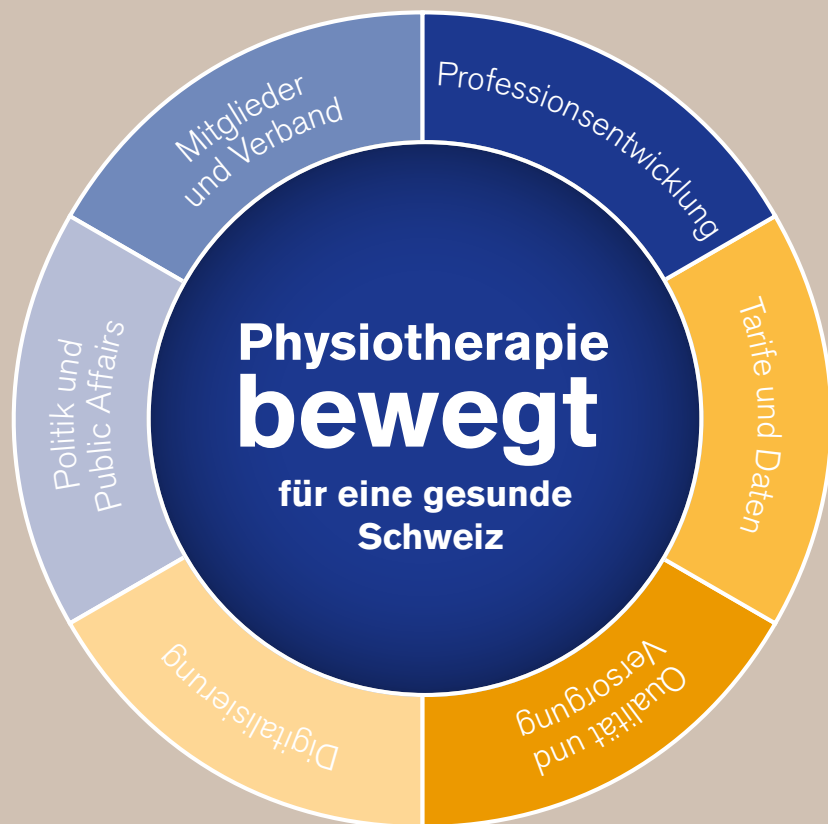 Physiotherapie
bewegt
für eine gesunde
Schweiz
Professionsentwicklung
Tarife und Daten
Qualität und
Versorgung
Digitalisierung
Politik und
Public Affairs
Mitglieder
und Verband